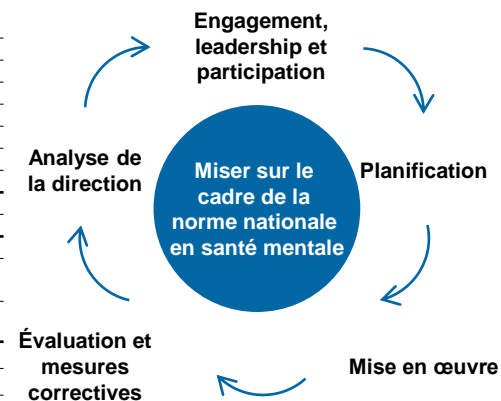 Engagement,
leadership et
participation
Planification
Mise en œuvre
Évaluation et
mesures
correctives
Analyse de
la direction
Miser sur le
cadre de la
norme nationale
en santé mentale